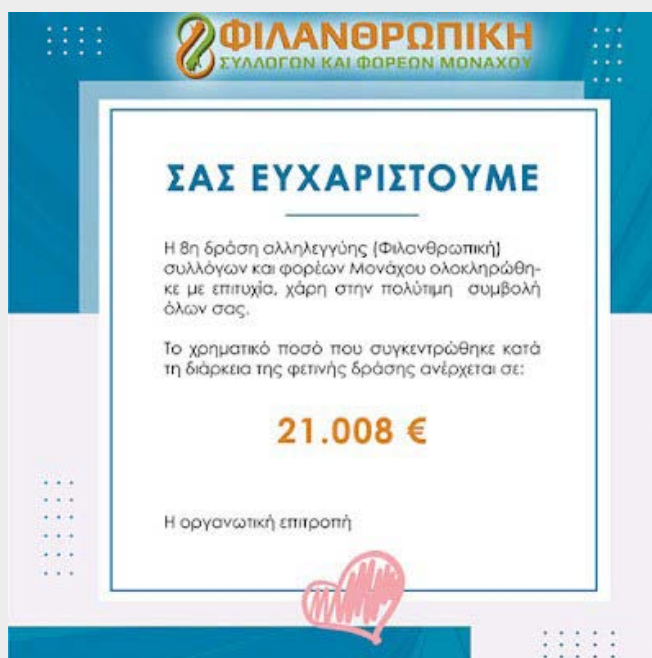 ΦΙΛΑΝΘΡΩΠΙΚΗ
ΣΥΛΛΟΓΩΝ ΚΑΙ ΦΟΡΕΩΝ ΜΟΝΑΧΟΥ
ΣΑΣ ΕΥΧΑΡΙΣΤΟΥΜΕ
Η 8η δράση αλληλεγγύης (Φιλανθρωπική)
συλλόγων και φορέων Μονάχου ολοκληρώθη-
κε με επιτυχία, χάρη στην πολύτιμη συμβολή
όλων σας.
Το χρηματικό ποσό που συγκεντρώθηκε κατά
τη διάρκεια της φετινής δράσης ανέρχεται σε:
21.008 €
Η οργανωτική επιτροπή